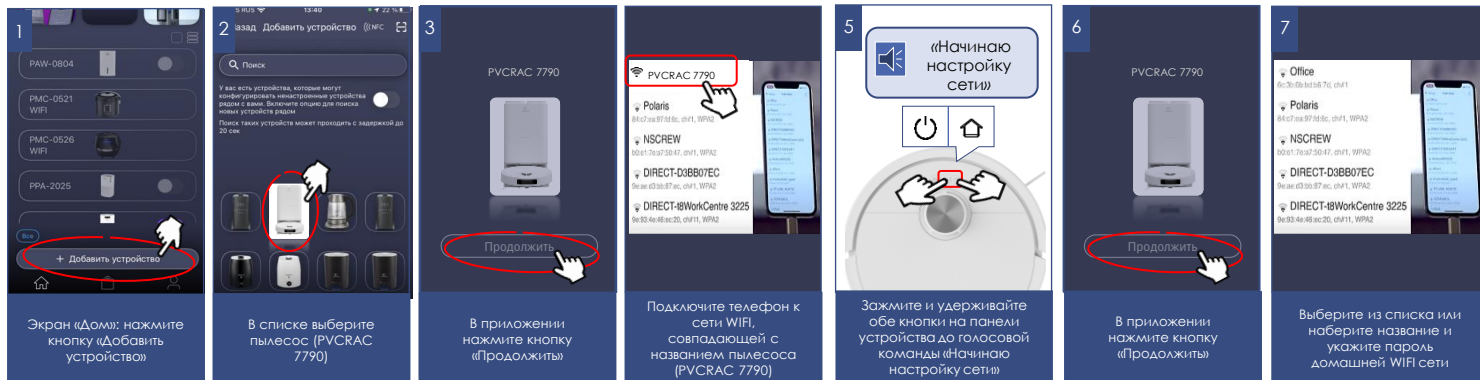 1
PAW-0804
PMC-0521
WIFI
PMC-0526
WIFI
PPA-2025
Все
+ Добавить устройство
Экран «Дом»: нажмите
кнопку «Добавить
устройство»
2
13:40
22 %
Назад Добавить устройство NFC
Поиск
У вас есть устройства, которые могут
конфигурировать ненастроенные устройства
рядом с вами. Включите опцию для поиска
новых устройств рядом
Поиск таких устройств может проходить с задержкой до
20 сек
В списке выберите
пылесос (PVCRAC
7790)
3
PVCRAC 7790
Продолжить
В приложении
нажмите кнопку
«Продолжить»
PVCRAC 7790
Polaris
NSCREW
DIRECT-D3BB07EC
DIRECT-t8WorkCentre 3225
Подключите телефон к
сети WIFI,
совпадающей с
названием пылесоса
(PVCRAC 7790)
5
«Начинаю
настройку
сети»
Зажмите и удерживайте
обе кнопки на панели
устройства до голосовой
команды «Начинаю
настройку сети»
6
PVCRAC 7790
Продолжить
В приложении
нажмите кнопку
«Продолжить»
7
Office
Polaris
NSCREW
DIRECT-D3BB07EC
DIRECT-t8WorkCentre 3225
Выберите из списка или
наберите название и
укажите пароль
домашней WIFI сети